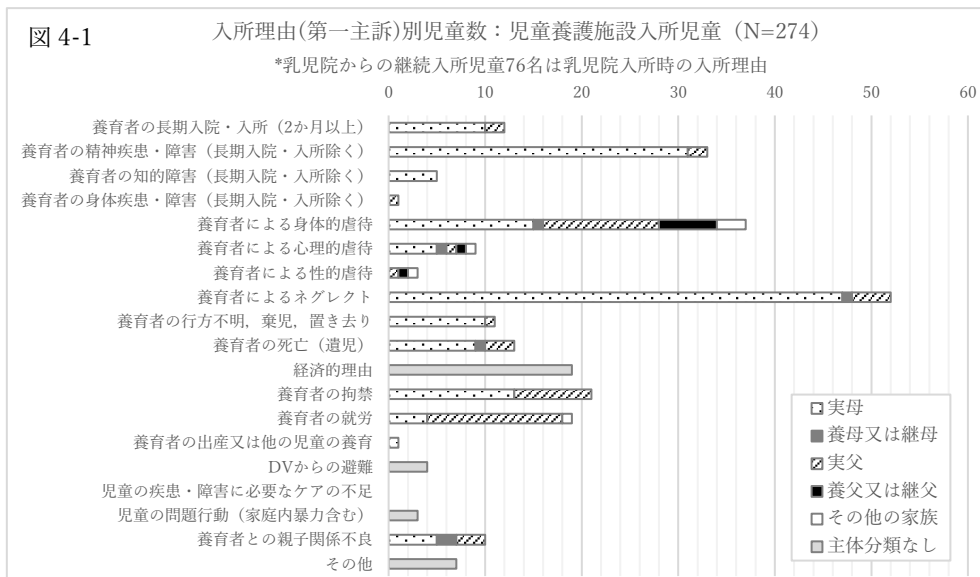 図 4-1
入所理由(第一主訴)別児童数：児童養護施設入所児童（N=274）
*乳児院からの継続入所児童76名は乳児院入所時の入所理由
0 10 20 30 40 50 60
養育者の長期入院・入所（2か月以上）
養育者の精神疾患・障害（長期入院・入所除く）
養育者の知的障害（長期入院・入所除く）
養育者の身体疾患・障害（長期入院・入所除く）
養育者による身体的虐待
養育者による心理的虐待
養育者による性的虐待
養育者によるネグレクト
養育者の行方不明，棄児，置き去り
養育者の死亡（遺児）
経済的理由
養育者の拘禁
養育者の就労
養育者の出産又は他の児童の養育
DVからの避難
児童の疾患・障害に必要なケアの不足
児童の問題行動（家庭内暴力含む）
養育者との親子関係不良
その他
実母
養母又は継母
実父
養父又は継父
その他の家族
主体分類なし